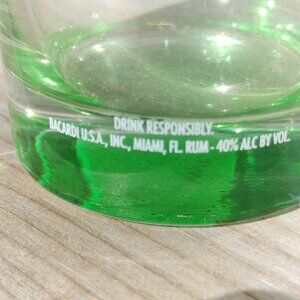 DRINK RESPONSIBLY.
BACARDI U.S.A., INC., MIAMI, FL. RUM - 40% ALC BY VOL.